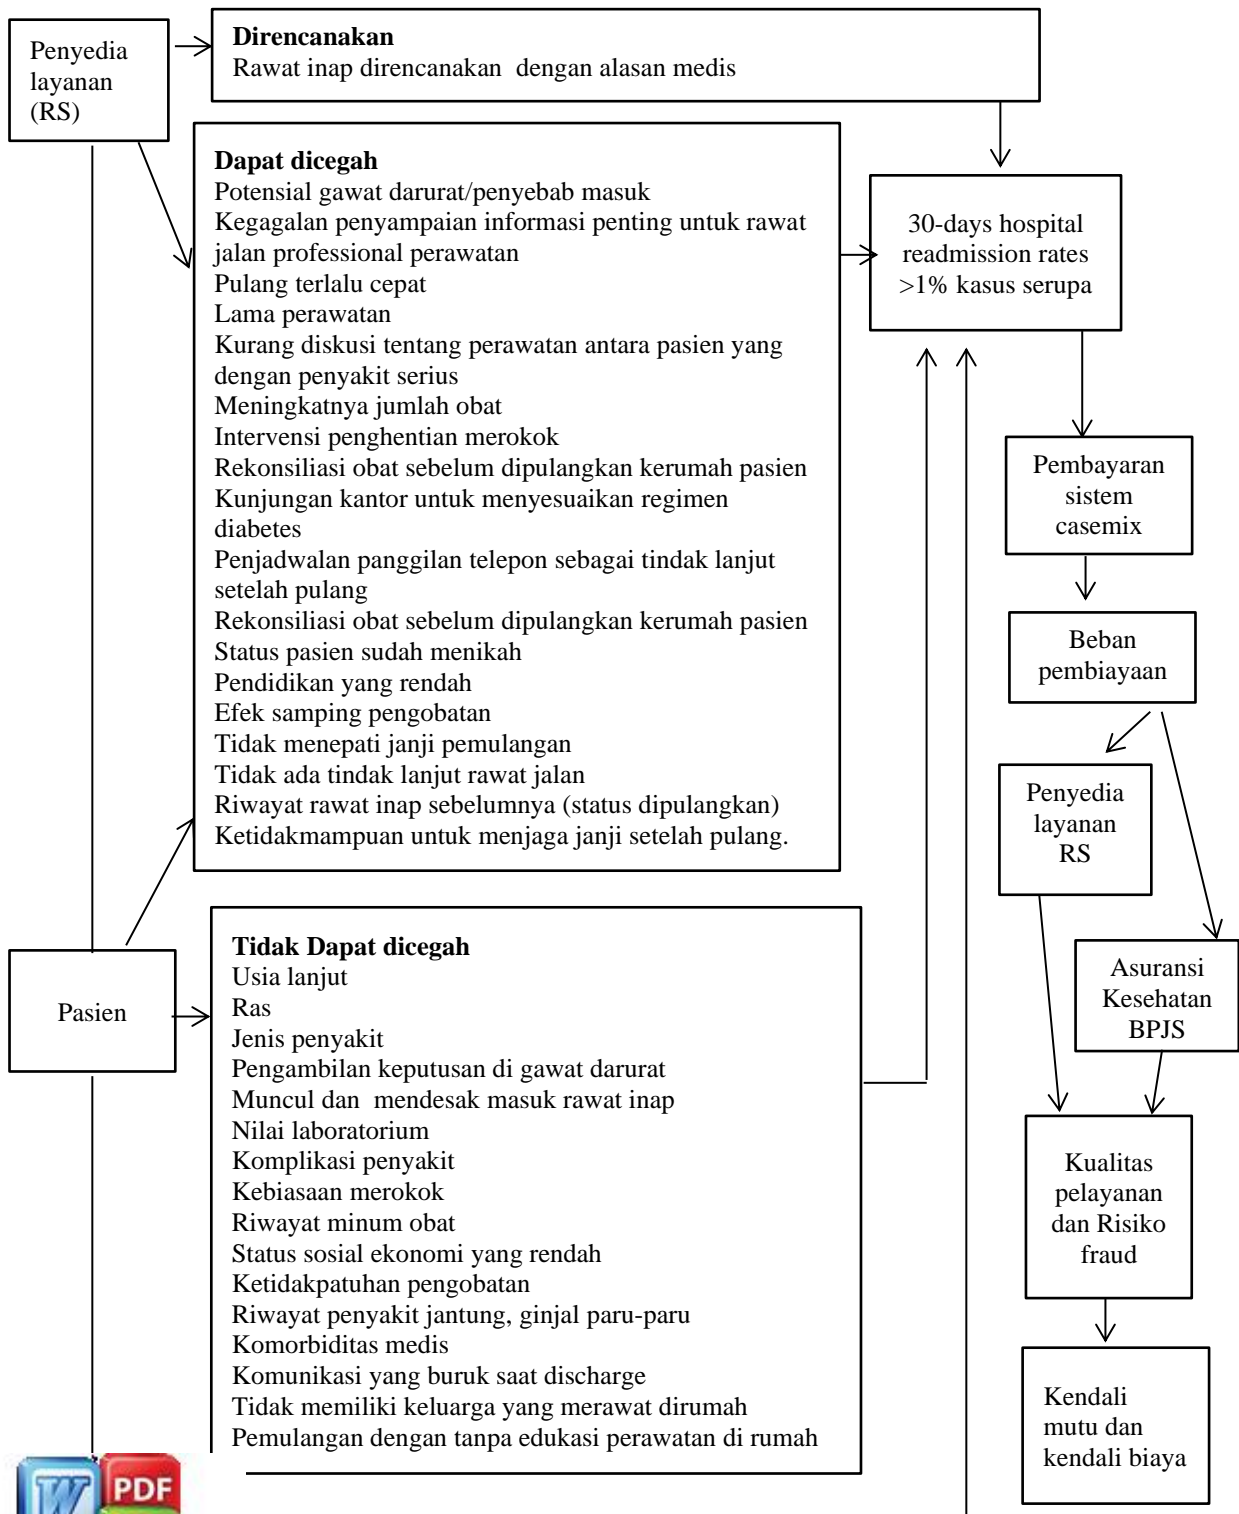 Penyedia
layanan
(RS)
Direncanakan
Rawat inap direncanakan dengan alasan medis
Dapat dicegah
Potensial gawat darurat/penyebab masuk
Kegagalan penyampaian informasi penting untuk rawat
jalan professional perawatan
Pulang terlalu cepat
Lama perawatan
Kurang diskusi tentang perawatan antara pasien yang
dengan penyakit serius
Meningkatnya jumlah obat
Intervensi penghentian merokok
Rekonsiliasi obat sebelum dipulangkan kerumah pasien
Kunjungan kantor untuk menyesuaikan regimen
diabetes
Penjadwalan panggilan telepon sebagai tindak lanjut
setelah pulang
Rekonsiliasi obat sebelum dipulangkan kerumah pasien
Status pasien sudah menikah
Pendidikan yang rendah
Efek samping pengobatan
Tidak menepati janji pemulangan
Tidak ada tindak lanjut rawat jalan
Riwayat rawat inap sebelumnya (status dipulangkan)
Ketidakmampuan untuk menjaga janji setelah pulang.
30-days hospital
readmission rates
>1% kasus serupa
Pembayaran
sistem
casemix
Beban
pembiayaan
Penyedia
layanan
RS
Asuransi
Kesehatan
BPJS
Kualitas
pelayanan
dan Risiko
fraud
Kendali
mutu dan
kendali biaya
Pasien
Tidak Dapat dicegah
Usia lanjut
Ras
Jenis penyakit
Pengambilan keputusan di gawat darurat
Muncul dan mendesak masuk rawat inap
Nilai laboratorium
Komplikasi penyakit
Kebiasaan merokok
Riwayat minum obat
Status sosial ekonomi yang rendah
Ketidakpatuhan pengobatan
Riwayat penyakit jantung, ginjal paru-paru
Komorbiditas medis
Komunikasi yang buruk saat discharge
Tidak memiliki keluarga yang merawat dirumah
Pemulangan dengan tanpa edukasi perawatan di rumah
W
PDF